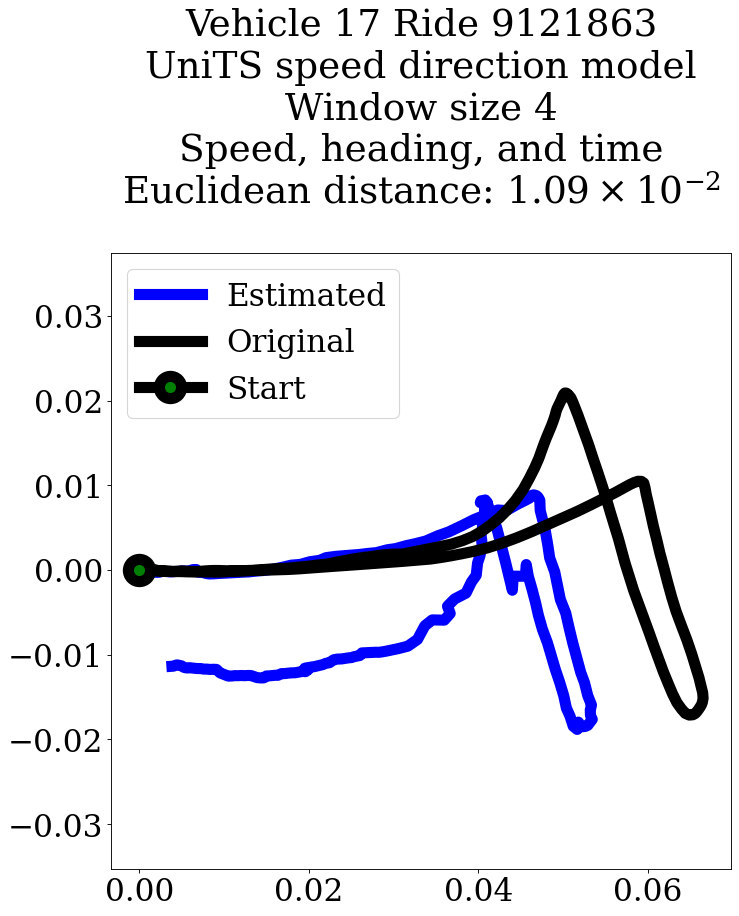 Vehicle 17 Ride 9121863
UniTS speed direction model
Window size 4
Speed, heading, and time
Euclidean distance: 1.09 × 10⁻²
Estimated
Original
Start
0.03
0.02
0.01
0.00
−0.01
−0.02
−0.03
0.00 0.02 0.04 0.06